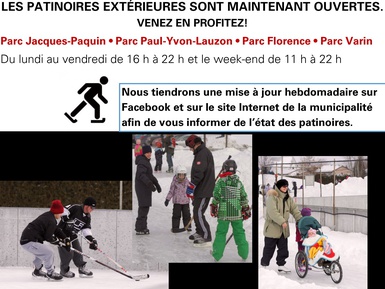 LES PATINOIRES EXTÉRIEURES SONT MAINTENANT OUVERTES.
VENEZ EN PROFITEZ!
Parc Jacques-Paquin • Parc Paul-Yvon-Lauzon • Parc Florence • Parc Varin
Du lundi au vendredi de 16 h à 22 h et le week-end de 11 h à 22 h
Nous tiendrons une mise à jour hebdomadaire sur
Facebook et sur le site Internet de la municipalité
afin de vous informer de l'état des patinoires.